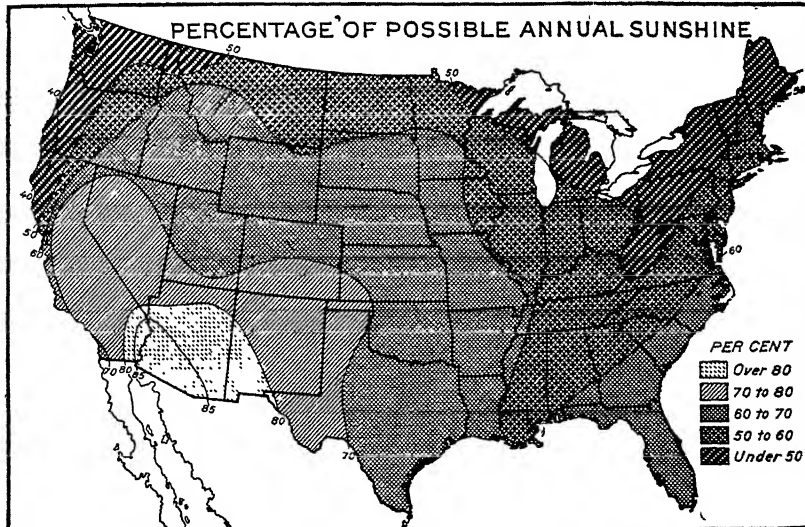 PERCENTAGE OF POSSIBLE ANNUAL SUNSHINE
50
50
50
40
40
50
60
60
70 80 85
85
80
70
PER CENT
Over 80
70 to 80
60 to 70
50 to 60
Under 50